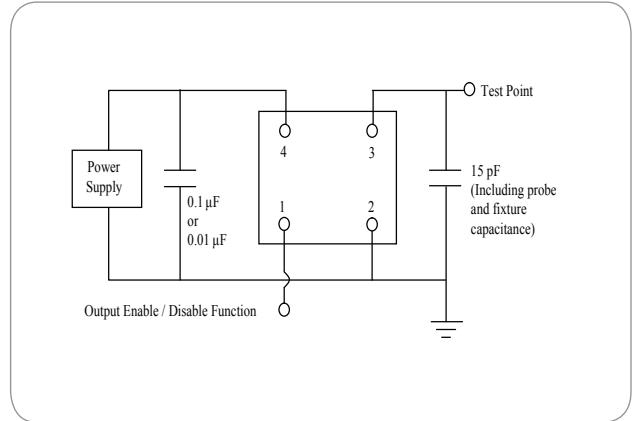 Test Point
4
3
Power
Supply
0.1 µF
or
0.01 µF
1
2
15 pF
(Including probe
and fixture
capacitance)
Output Enable / Disable Function